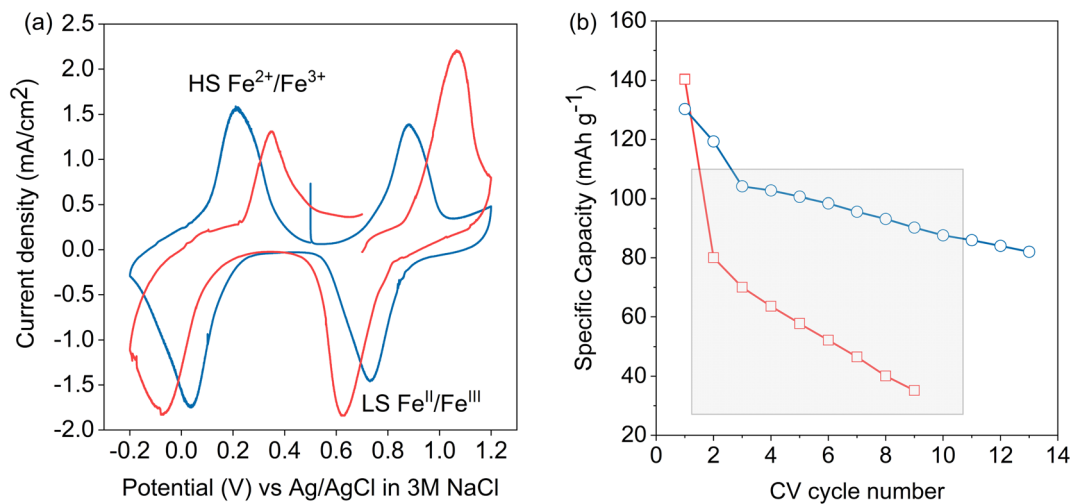 (a)
2.5
2.0
1.5
1.0
0.5
0.0
-0.5
-1.0
-1.5
-2.0
Current density (mA/cm²)
HS Fe²⁺/Fe³⁺
LS Feᴵᴵ/Feᴵᴵᴵ
-0.2 0.0 0.2 0.4 0.6 0.8 1.0 1.2
Potential (V) vs Ag/AgCl in 3M NaCl
(b)
160
140
120
100
80
60
40
20
Specific Capacity (mAh g⁻¹)
0 2 4 6 8 10 12 14
CV cycle number